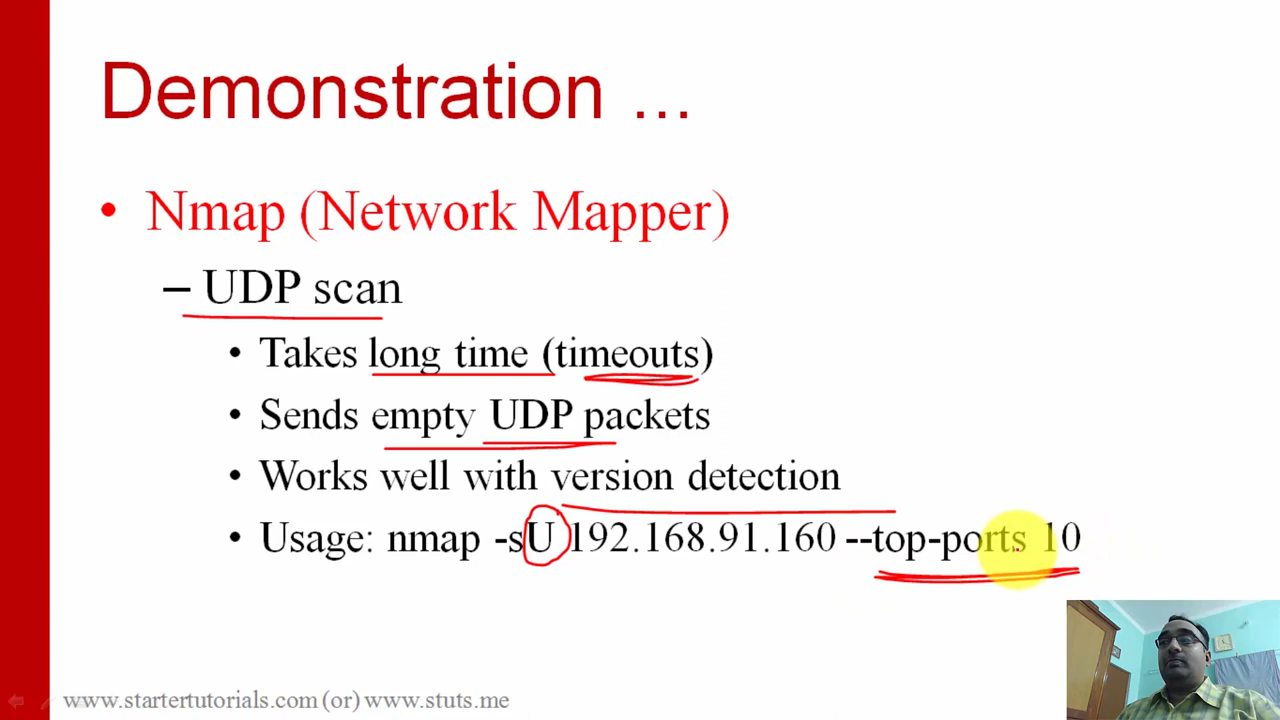 Demonstration ...
• Nmap (Network Mapper)
– UDP scan
• Takes long time (timeouts)
• Sends empty UDP packets
• Works well with version detection
• Usage: nmap -sU 192.168.91.160 --top-ports 10
www.startertutorials.com (or) www.stuts.me